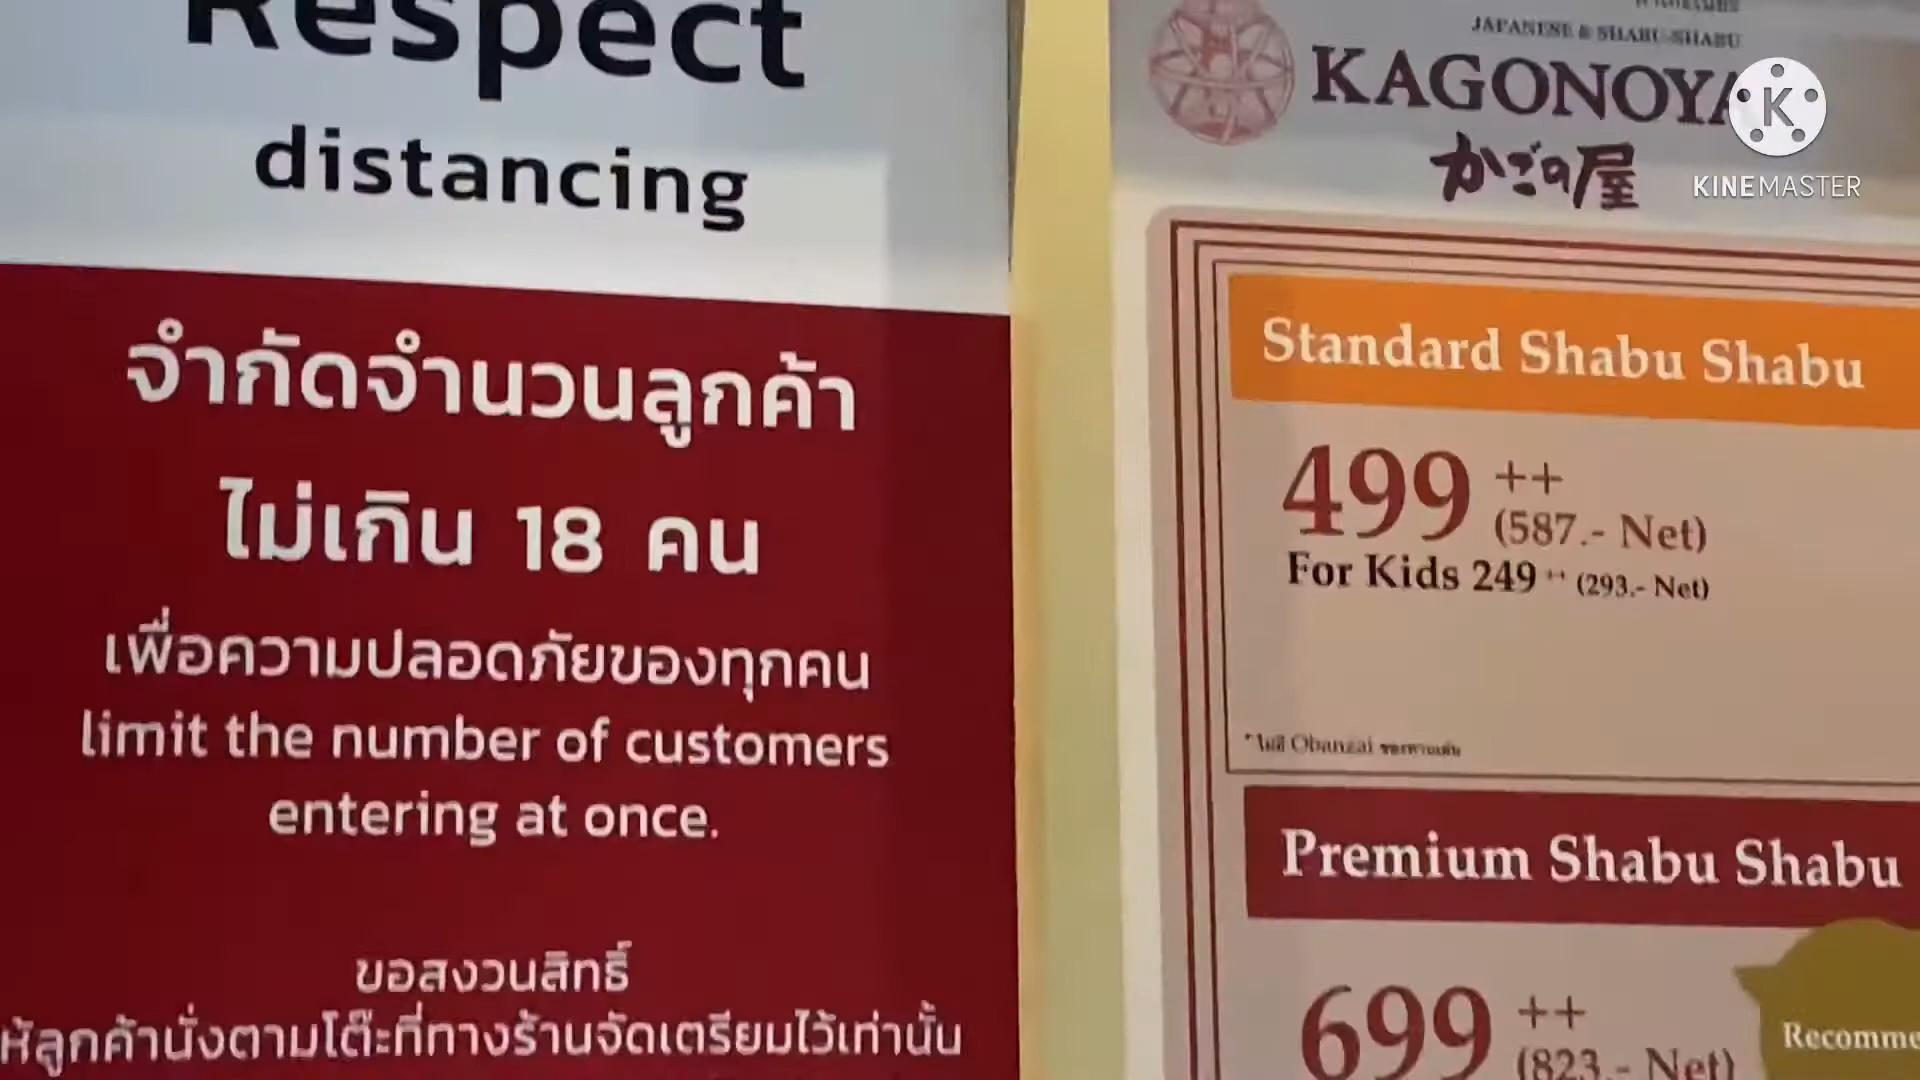 Respect
distancing
จำกัดจำนวนลูกค้า
ไม่เกิน 18 คน
เพื่อความปลอดภัยของทุกคน
limit the number of customers
entering at once.
ขอสงวนสิทธิ์
ห้ลูกค้านั่งตามโต๊ะที่ทางร้านจัดเตรียมไว้เท่านั้น
JAPANESE & SHABU-SHABU
KAGONOYA
かごの屋
K
KINEMASTER
Standard Shabu Shabu
499 ++
(587.- Net)
For Kids 249 ++ (293.- Net)
* ไม่มี Obanzai
Premium Shabu Shabu
699 ++
(823.- Net)
Recomme